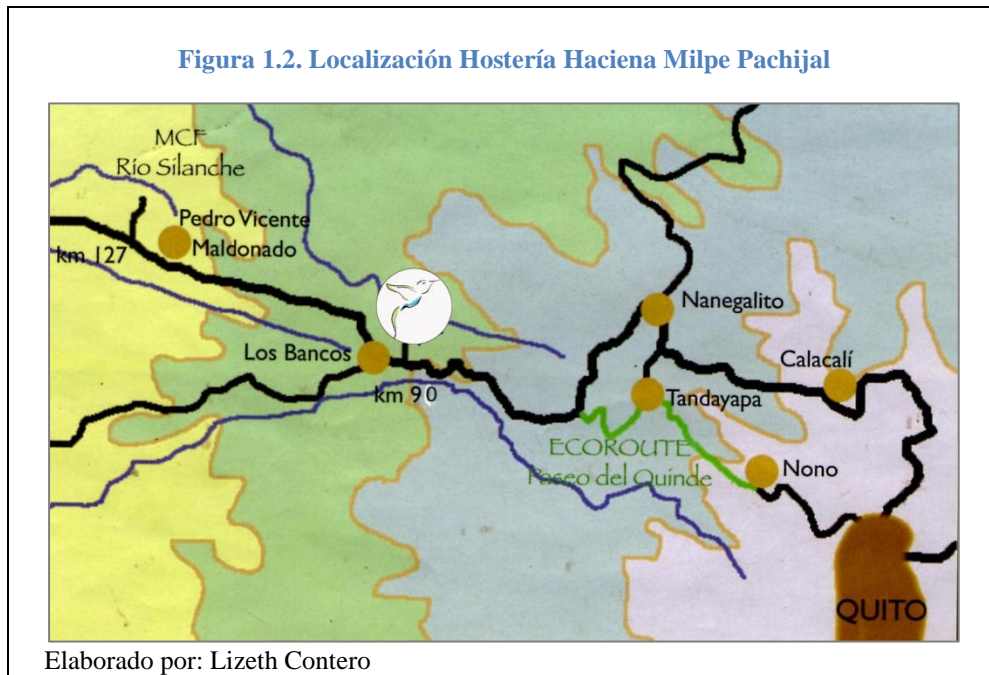 Figura 1.2. Localización Hostería Haciena Milpe Pachijal
MCF
Río Silanche
Pedro Vicente
Maldonado
km 127
Nanegalito
Los Bancos
Calacalí
km 90
Tandayapa
ECOROUTE
Paseo del Quinde
Nono
QUITO
Elaborado por: Lizeth Contero